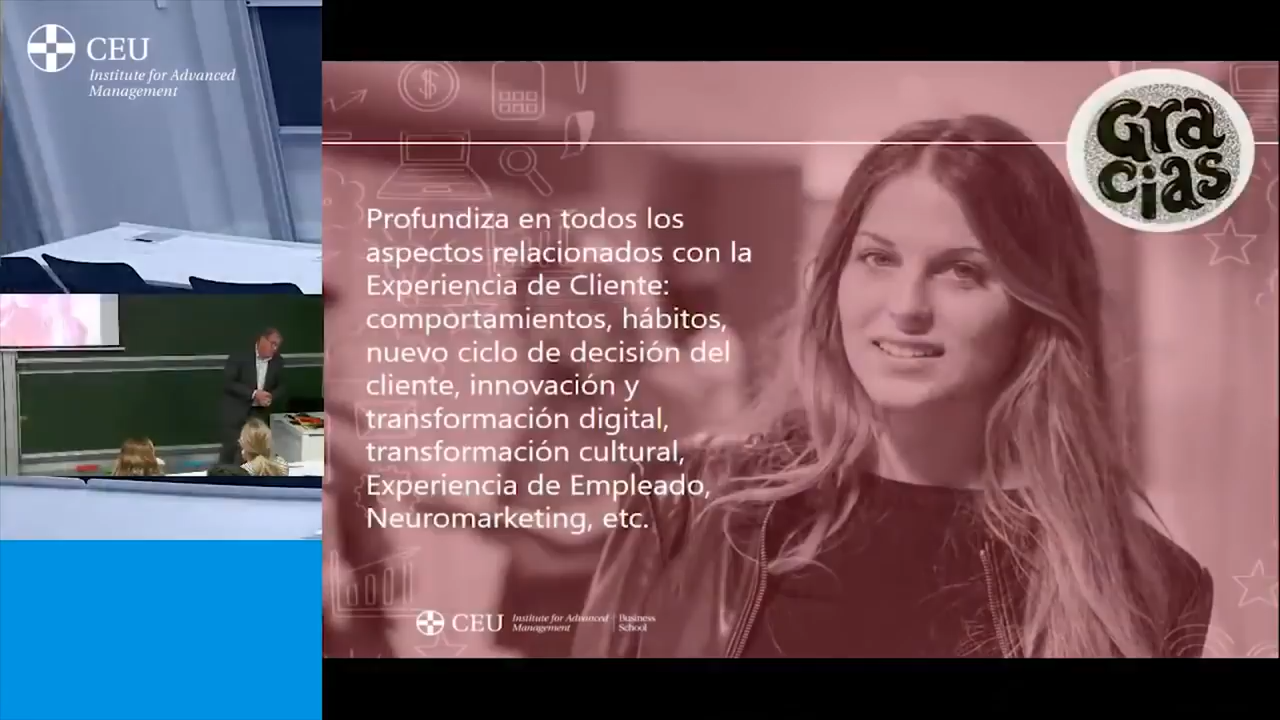 CEU
Institute for Advanced
Management
Gra
cias
Profundiza en todos los
aspectos relacionados con la
Experiencia de Cliente:
comportamientos, hábitos,
nuevo ciclo de decisión del
cliente, innovación y
transformación digital,
transformación cultural,
Experiencia de Empleado,
Neuromarketing, etc.
CEU
Institute for Advanced
Management
Business
School